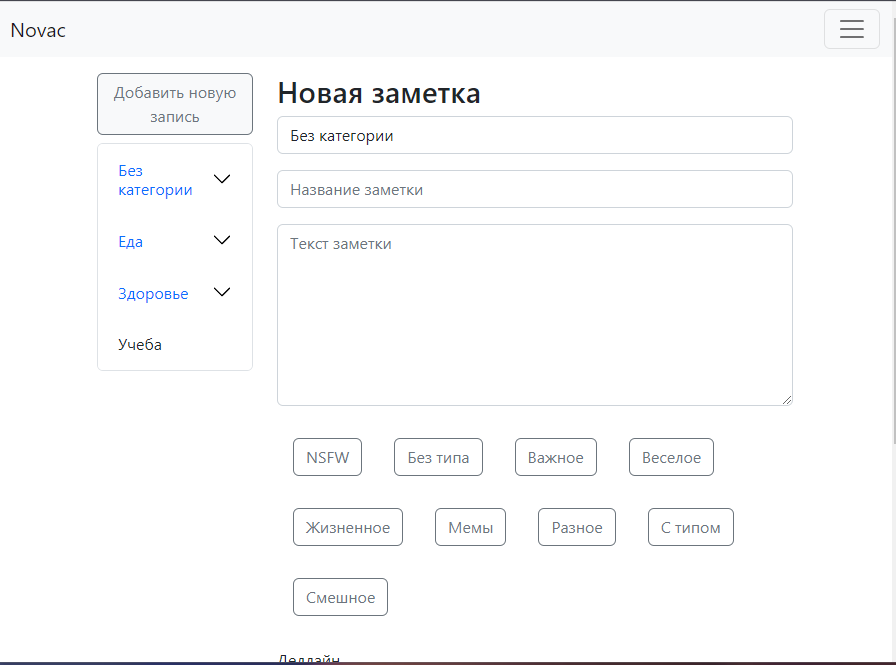 Novac
Добавить новую
запись
Без
категории
Еда
Здоровье
Учеба
Новая заметка
Без категории
Название заметки
Текст заметки
NSFW Без типа Важное Веселое
Жизненное Мемы Разное С типом
Смешное
Дедлайн